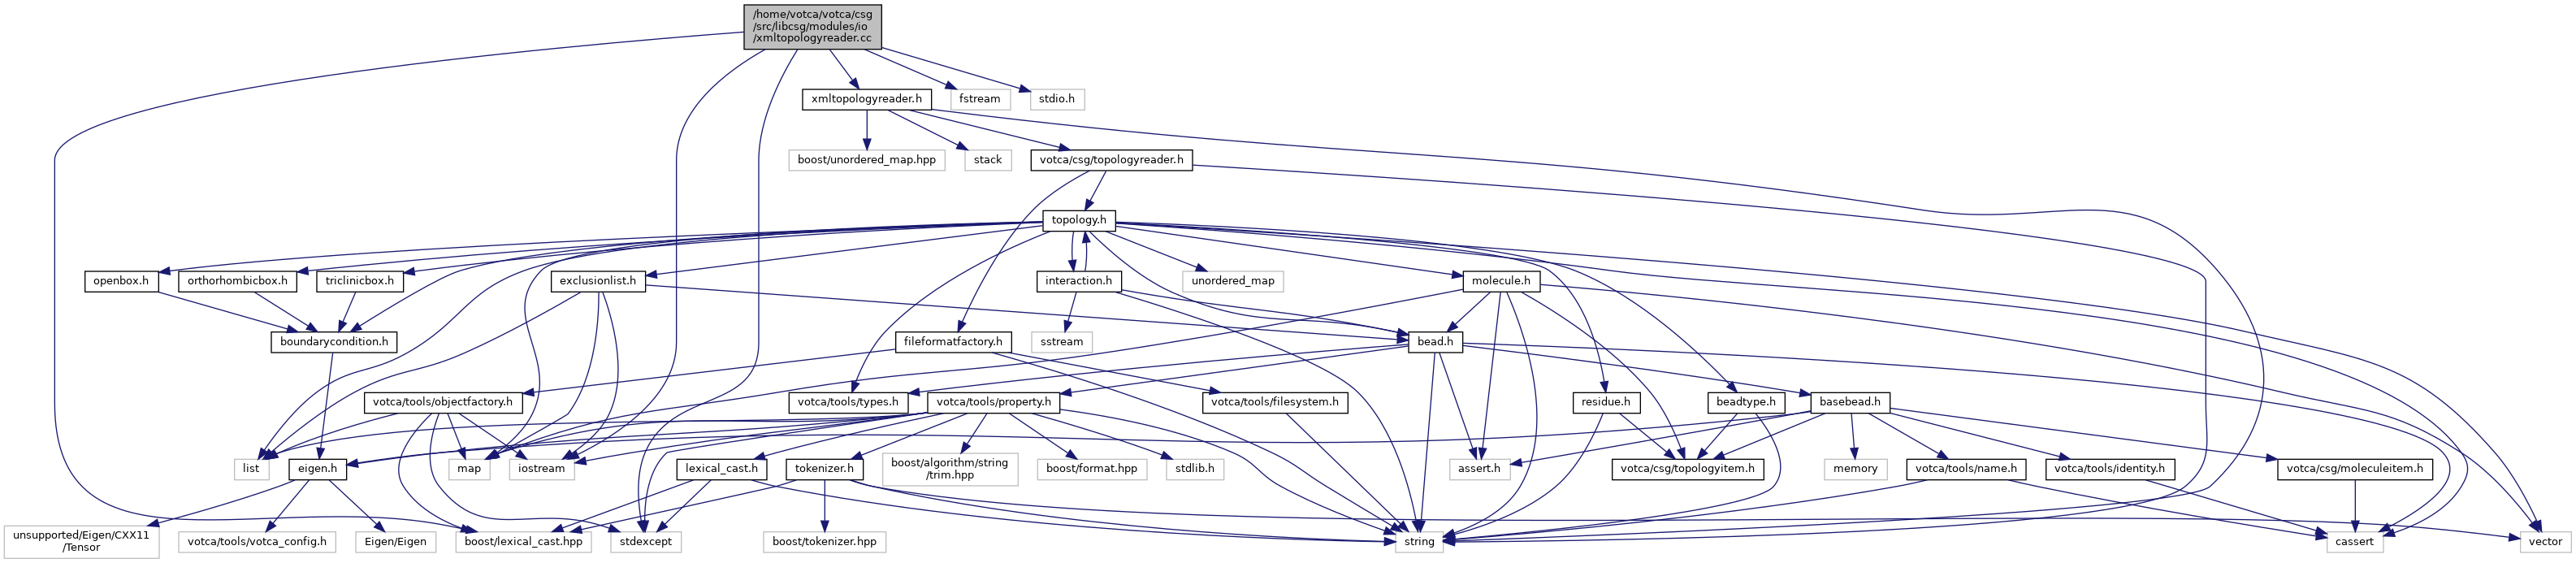 /home/votca/votca/csg
/src/libcsg/modules/io
/xmltopologyreader.cc
xmltopologyreader.h
fstream
stdio.h
boost/unordered_map.hpp
stack
votca/csg/topologyreader.h
topology.h
openbox.h
orthorhombicbox.h
triclinicbox.h
exclusionlist.h
interaction.h
unordered_map
molecule.h
boundarycondition.h
fileformatfactory.h
sstream
bead.h
votca/tools/objectfactory.h
votca/tools/types.h
votca/tools/property.h
votca/tools/filesystem.h
residue.h
beadtype.h
basebead.h
list
eigen.h
map
iostream
lexical_cast.h
tokenizer.h
boost/algorithm/string
/trim.hpp
boost/format.hpp
stdlib.h
assert.h
votca/csg/topologyitem.h
memory
votca/tools/name.h
votca/tools/identity.h
votca/csg/moleculeitem.h
unsupported/Eigen/CXX11
/Tensor
votca/tools/votca_config.h
Eigen/Eigen
boost/lexical_cast.hpp
stdexcept
boost/tokenizer.hpp
string
cassert
vector